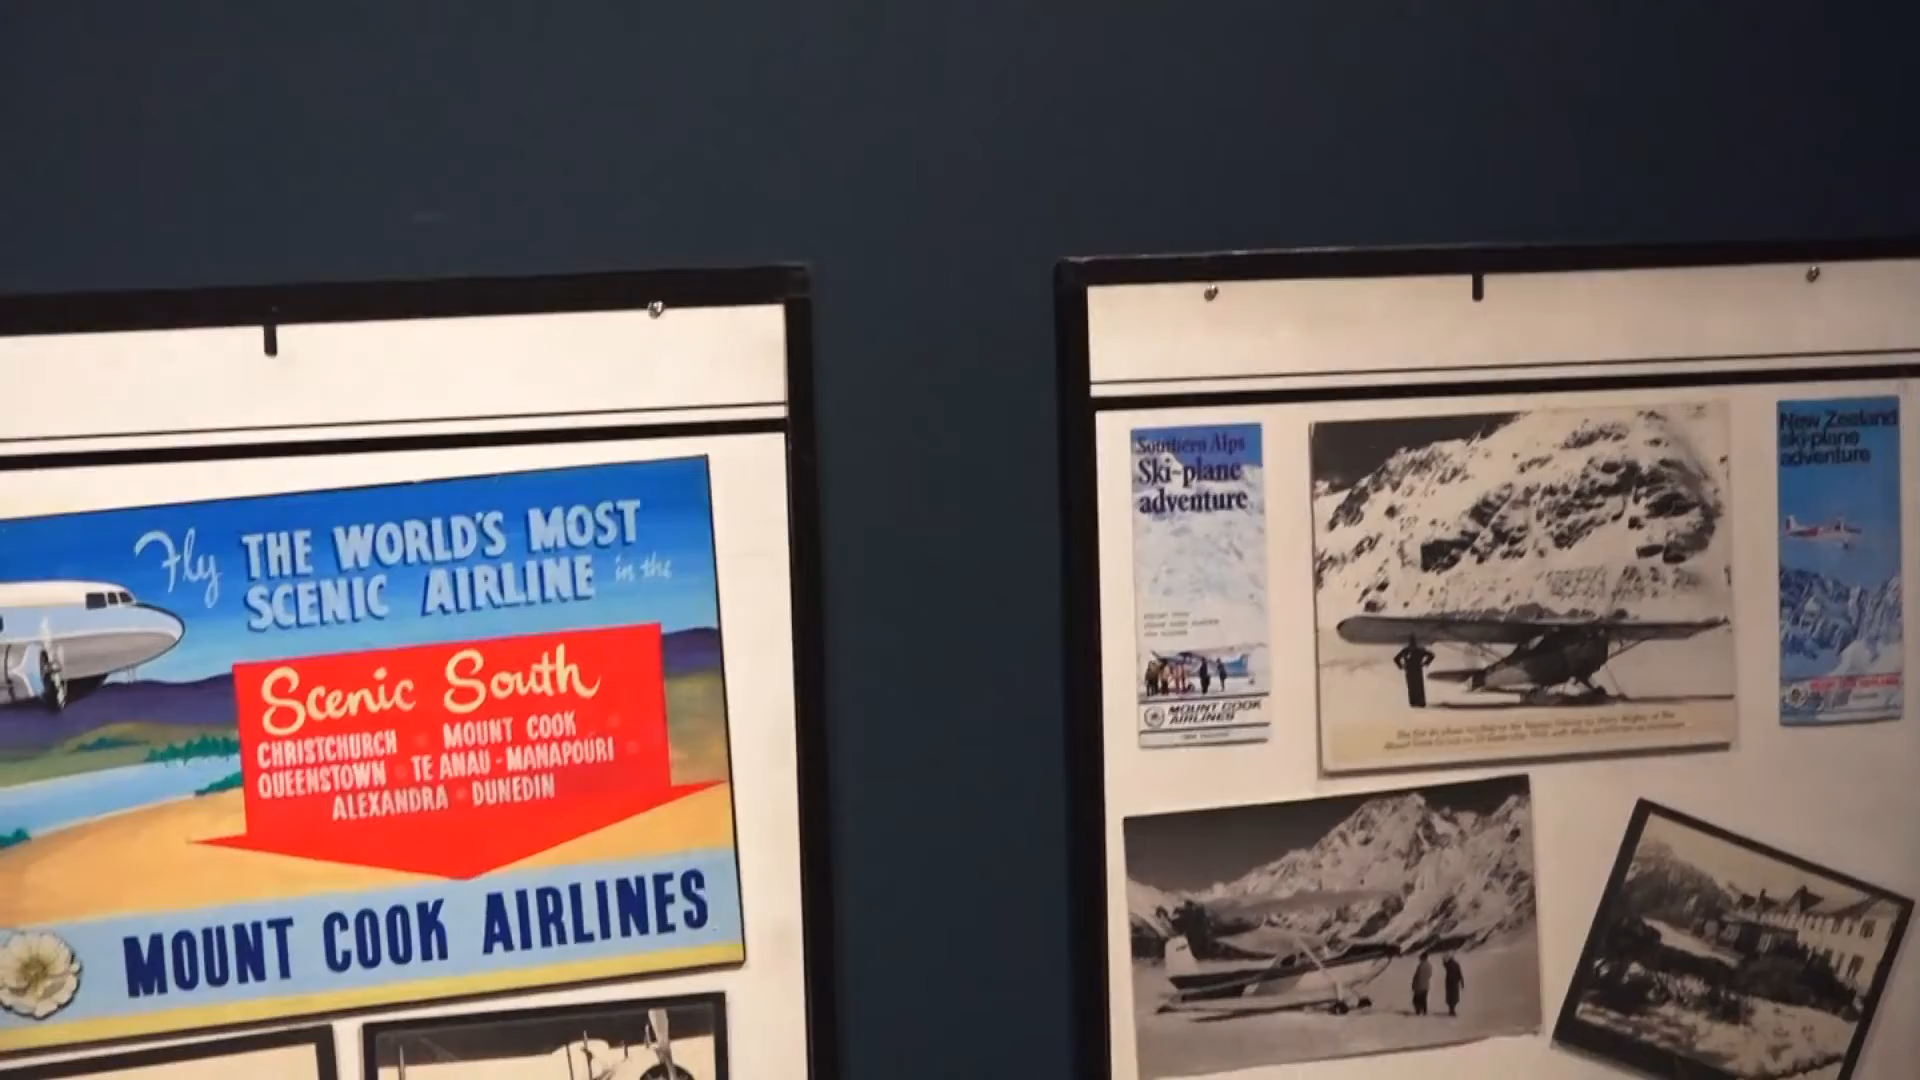 Fly THE WORLD'S MOST
SCENIC AIRLINE in the
Scenic South
CHRISTCHURCH MOUNT COOK
QUEENSTOWN TE ANAU - MANAPOURI
ALEXANDRA DUNEDIN
MOUNT COOK AIRLINES
Southern Alps
Ski-plane
adventure
MOUNT COOK
AIRLINES
New Zealand
ski-plane
adventure